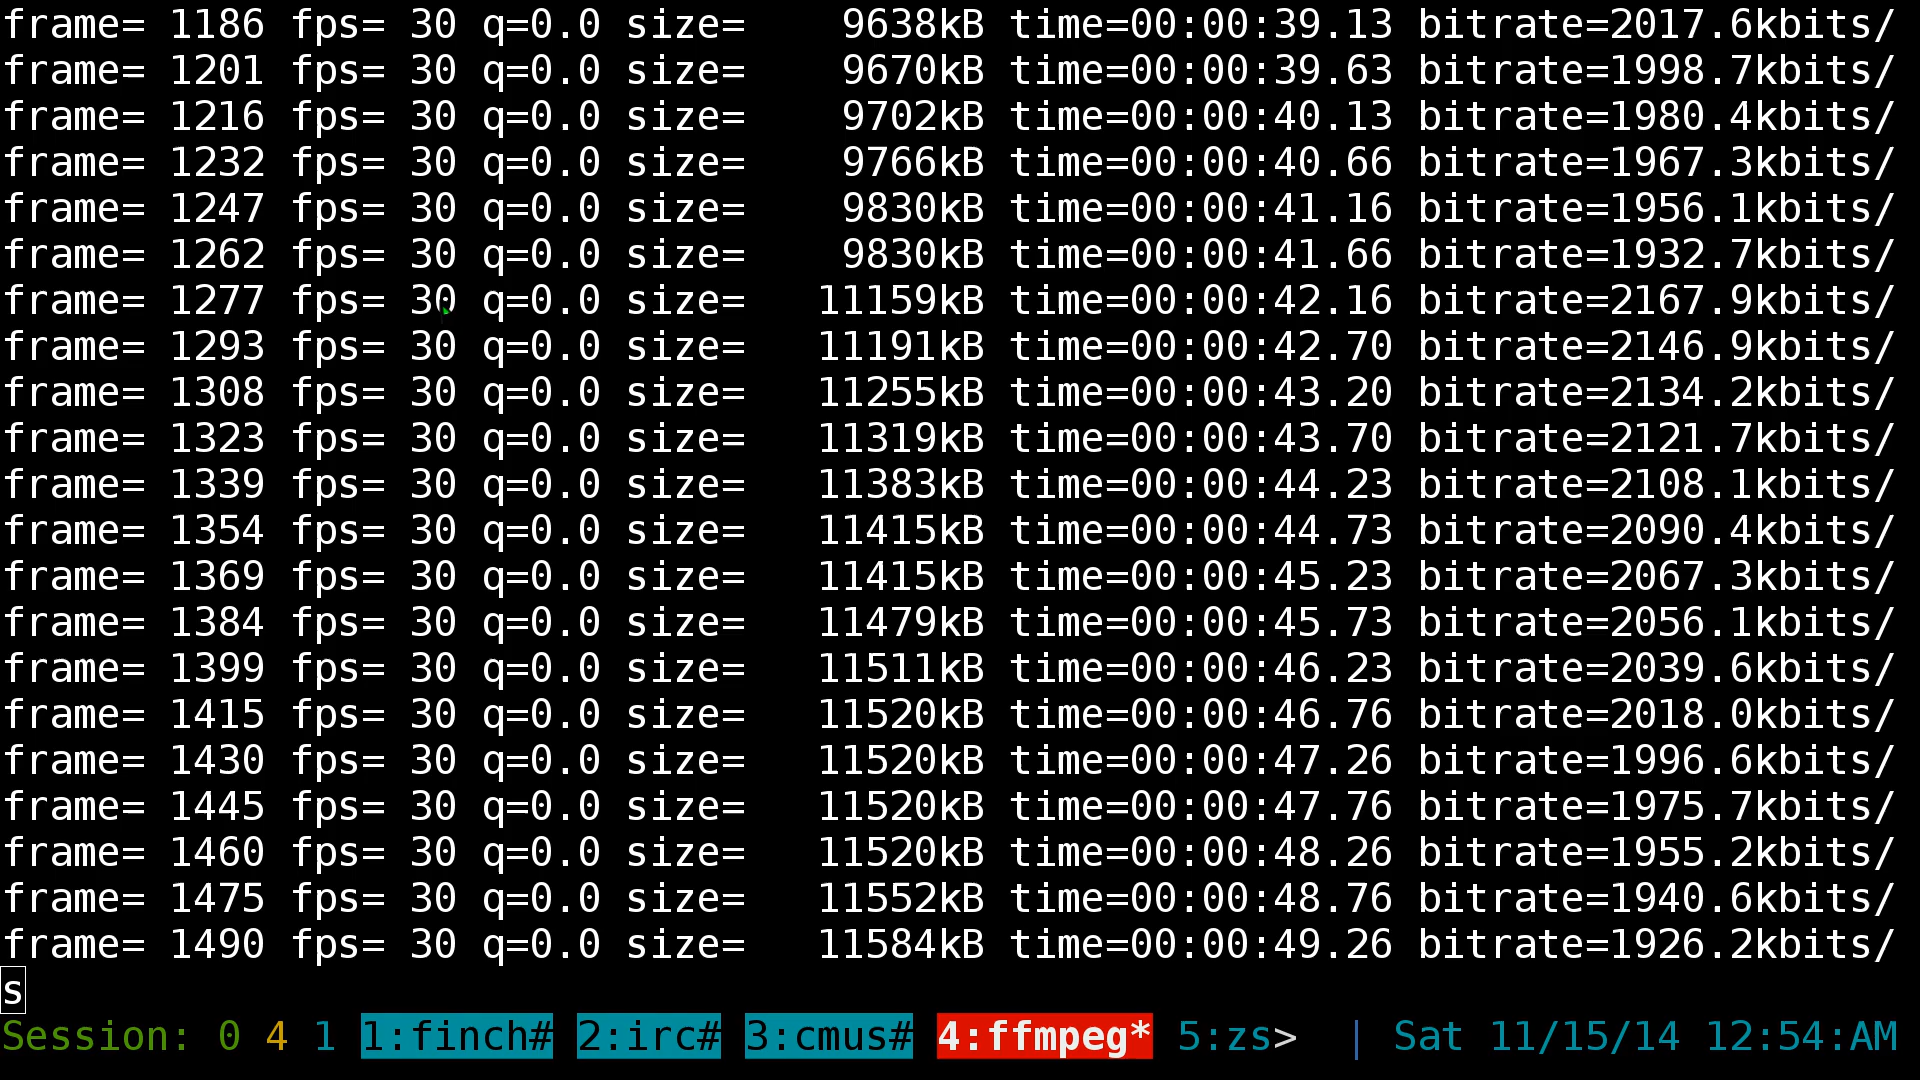 frame= 1186 fps= 30 q=0.0 size=    9638kB time=00:00:39.13 bitrate=2017.6kbits/
frame= 1201 fps= 30 q=0.0 size=    9670kB time=00:00:39.63 bitrate=1998.7kbits/
frame= 1216 fps= 30 q=0.0 size=    9702kB time=00:00:40.13 bitrate=1980.4kbits/
frame= 1232 fps= 30 q=0.0 size=    9766kB time=00:00:40.66 bitrate=1967.3kbits/
frame= 1247 fps= 30 q=0.0 size=    9830kB time=00:00:41.16 bitrate=1956.1kbits/
frame= 1262 fps= 30 q=0.0 size=    9830kB time=00:00:41.66 bitrate=1932.7kbits/
frame= 1277 fps= 30 q=0.0 size=   11159kB time=00:00:42.16 bitrate=2167.9kbits/
frame= 1293 fps= 30 q=0.0 size=   11191kB time=00:00:42.70 bitrate=2146.9kbits/
frame= 1308 fps= 30 q=0.0 size=   11255kB time=00:00:43.20 bitrate=2134.2kbits/
frame= 1323 fps= 30 q=0.0 size=   11319kB time=00:00:43.70 bitrate=2121.7kbits/
frame= 1339 fps= 30 q=0.0 size=   11383kB time=00:00:44.23 bitrate=2108.1kbits/
frame= 1354 fps= 30 q=0.0 size=   11415kB time=00:00:44.73 bitrate=2090.4kbits/
frame= 1369 fps= 30 q=0.0 size=   11415kB time=00:00:45.23 bitrate=2067.3kbits/
frame= 1384 fps= 30 q=0.0 size=   11479kB time=00:00:45.73 bitrate=2056.1kbits/
frame= 1399 fps= 30 q=0.0 size=   11511kB time=00:00:46.23 bitrate=2039.6kbits/
frame= 1415 fps= 30 q=0.0 size=   11520kB time=00:00:46.76 bitrate=2018.0kbits/
frame= 1430 fps= 30 q=0.0 size=   11520kB time=00:00:47.26 bitrate=1996.6kbits/
frame= 1445 fps= 30 q=0.0 size=   11520kB time=00:00:47.76 bitrate=1975.7kbits/
frame= 1460 fps= 30 q=0.0 size=   11520kB time=00:00:48.26 bitrate=1955.2kbits/
frame= 1475 fps= 30 q=0.0 size=   11552kB time=00:00:48.76 bitrate=1940.6kbits/
frame= 1490 fps= 30 q=0.0 size=   11584kB time=00:00:49.26 bitrate=1926.2kbits/
s
Session: 0 4 1 1:finch# 2:irc# 3:cmus# 4:ffmpeg* 5:zs>  | Sat 11/15/14 12:54:AM